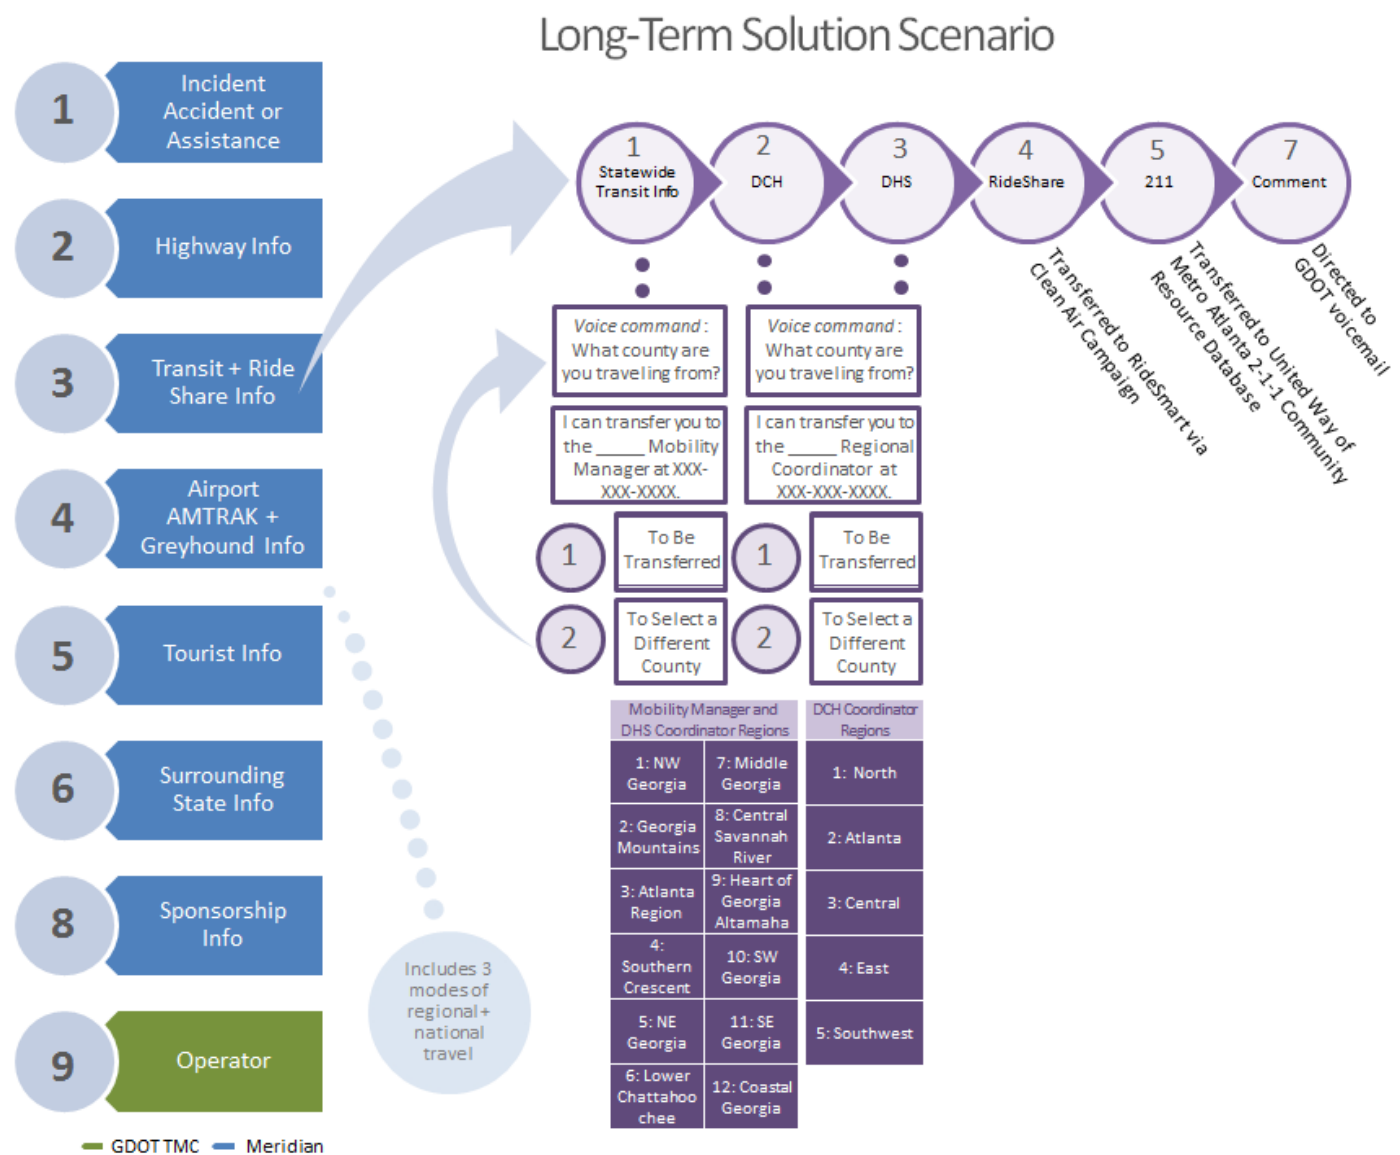 Long-Term Solution Scenario
1
Incident
Accident or
Assistance
2
Highway Info
3
Transit + Ride
Share Info
4
Airport
AMTRAK +
Greyhound Info
5
Tourist Info
6
Surrounding
State Info
8
Sponsorship
Info
9
Operator
GDOT TMC
Meridian
Includes 3
modes of
regional +
national
travel
1
Statewide
Transit Info
2
DCH
3
DHS
4
RideShare
5
211
7
Comment
Transferred to RideSmart via
Clean Air Campaign
Transferred to United Way of
Metro Atlanta 2-1-1 Community
Resource Database
Directed to
GDOT voicemail
Voice command :
What county are
you traveling from?
I can transfer you to
the _____ Mobility
Manager at XXX-
XXX-XXXX.
1
To Be
Transferred
2
To Select a
Different
County
Voice command :
What county are
you traveling from?
I can transfer you to
the _____ Regional
Coordinator at
XXX-XXX-XXXX.
1
To Be
Transferred
2
To Select a
Different
County
Mobility Manager and
DHS Coordinator Regions
1: NW
Georgia
2: Georgia
Mountains
3: Atlanta
Region
4:
Southern
Crescent
5: NE
Georgia
6: Lower
Chattahoo
chee
7: Middle
Georgia
8: Central
Savannah
River
9: Heart of
Georgia
Altamaha
10: SW
Georgia
11: SE
Georgia
12: Coastal
Georgia
DCH Coordinator
Regions
1: North
2: Atlanta
3: Central
4: East
5: Southwest